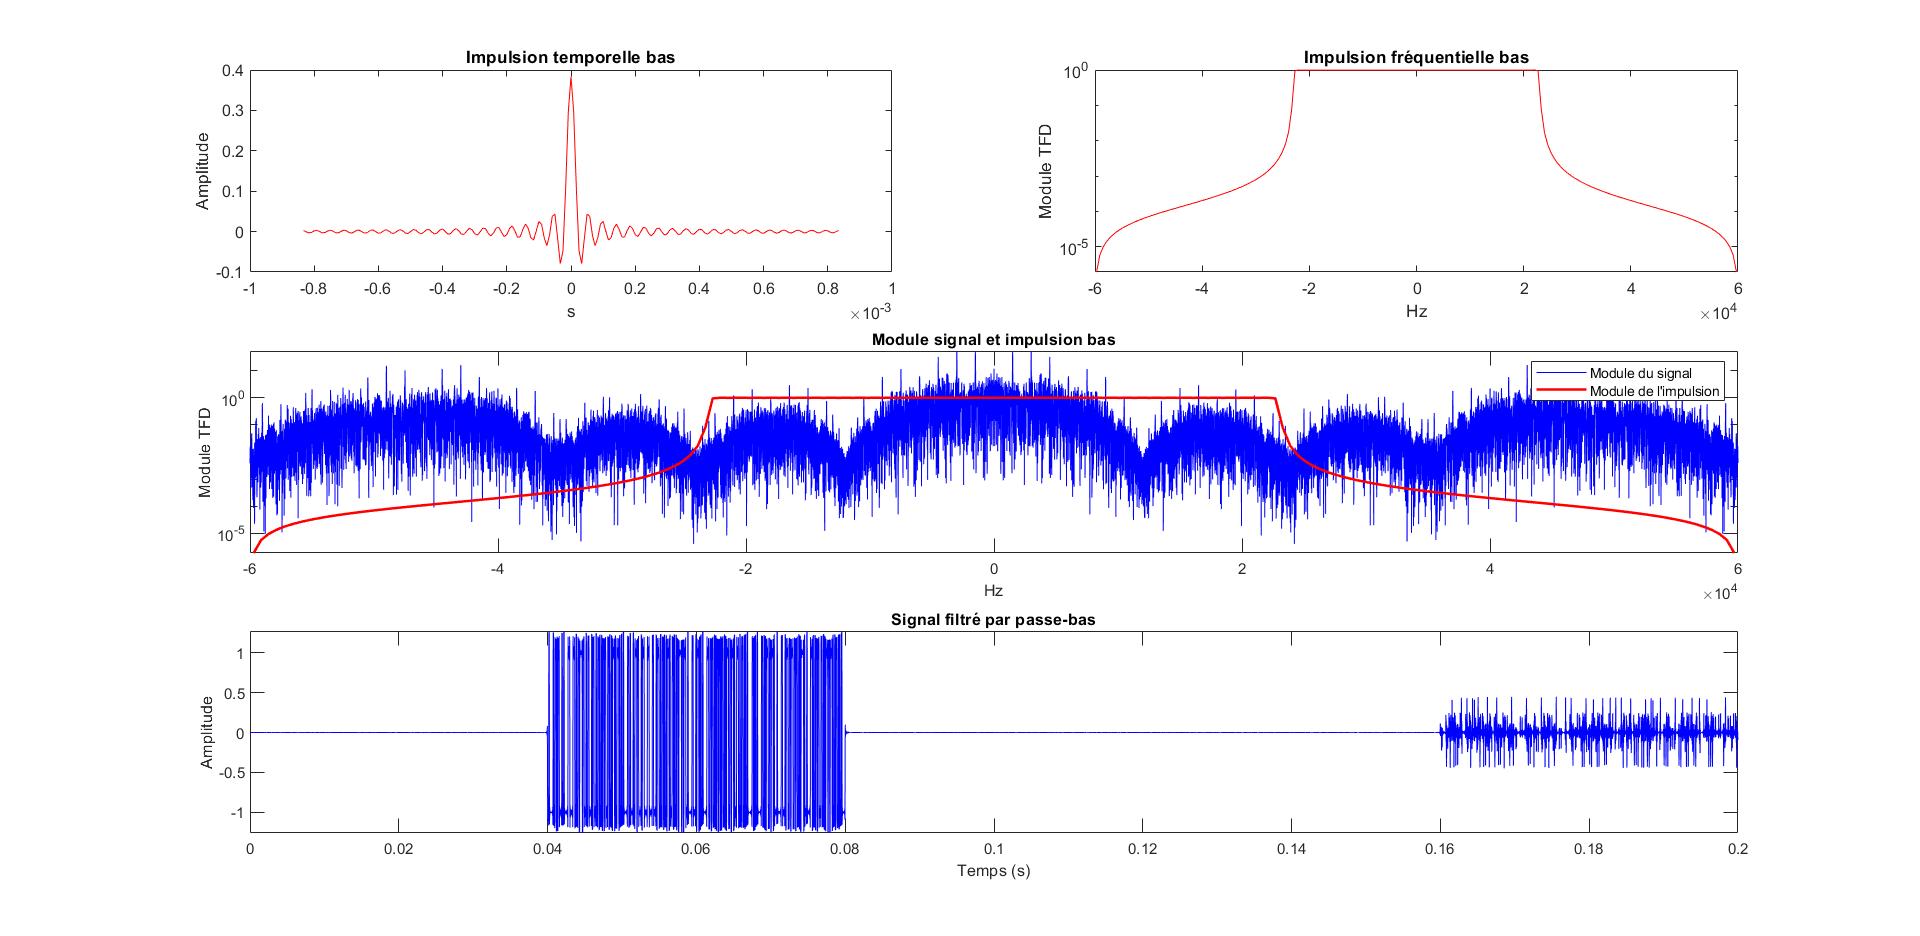 Impulsion temporelle bas
0.4
0.3
0.2
0.1
0
-0.1
Amplitude
-1 -0.8 -0.6 -0.4 -0.2 0 0.2 0.4 0.6 0.8 1
s
×10-3
Impulsion fréquentielle bas
100
10-5
Module TFD
-6 -4 -2 0 2 4 6
Hz
×104
Module signal et impulsion bas
100
10-5
Module TFD
Module du signal
Module de l'impulsion
-6 -4 -2 0 2 4 6
Hz
×104
Signal filtré par passe-bas
1
0.5
0
-0.5
-1
Amplitude
0 0.02 0.04 0.06 0.08 0.1 0.12 0.14 0.16 0.18 0.2
Temps (s)